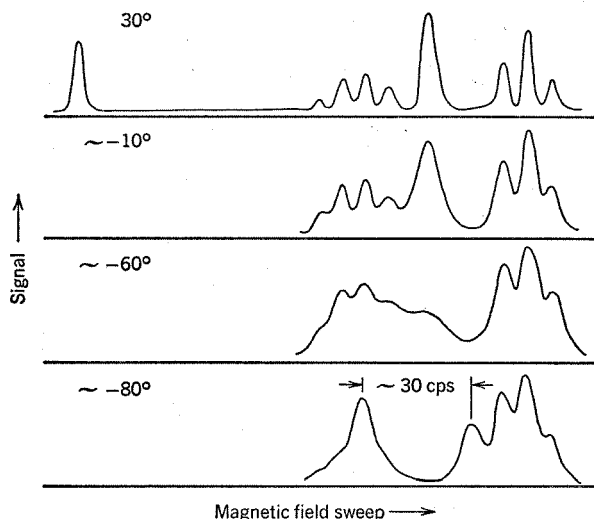 30°
~ -10°
~ -60°
~ -80°
~ 30 cps
Signal
Magnetic field sweep